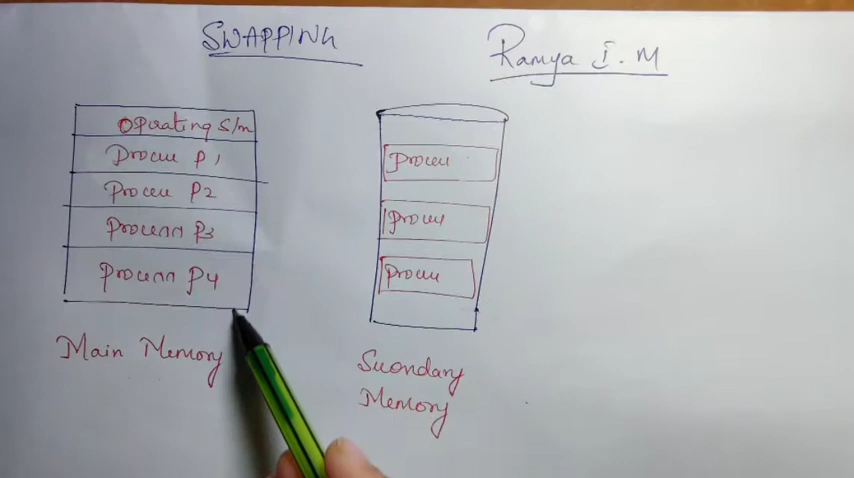 SWAPPING
Ramya I. M
Operating S/m
Process P1
Process P2
Process P3
Process P4
Main Memory
Process
Process
Process
Secondary
Memory